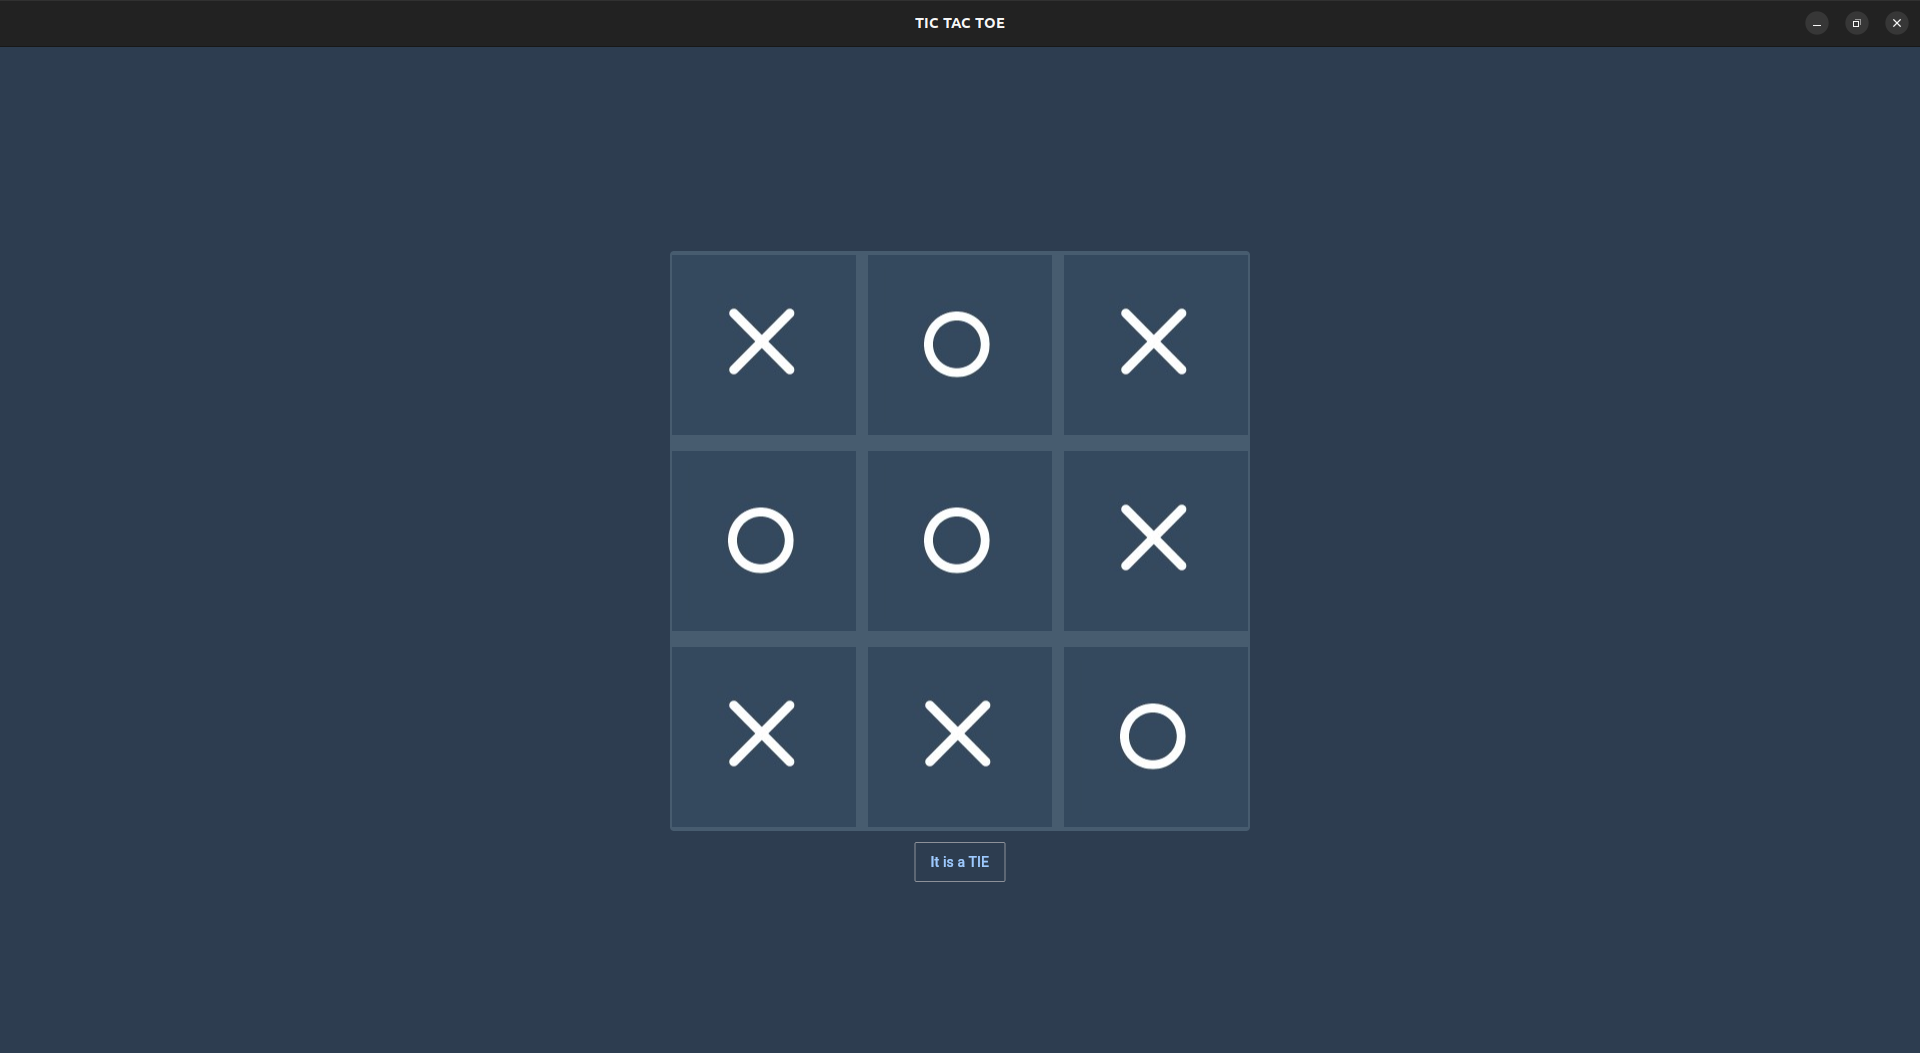 TIC TAC TOE
X O X
O O X
X X O
It is a TIE